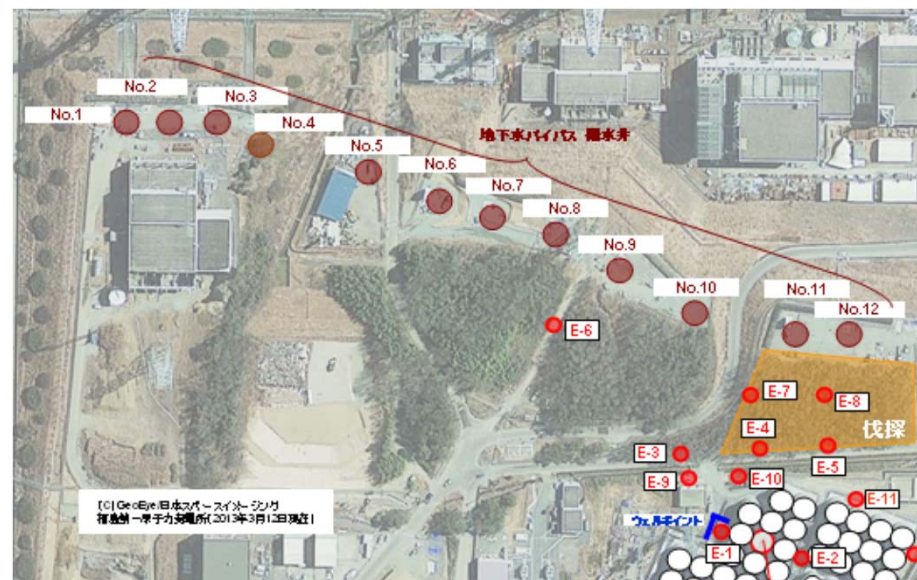 No.1
No.2
No.3
No.4
No.5
No.6
No.7
No.8
No.9
No.10
No.11
No.12
地下水バイパス 揚水井
E-6
E-7
E-8
伐採
E-4
E-3
E-5
E-9
E-10
E-11
ウェルポイント
E-1
E-2
(C)GeoEye/日本スペースイメージング
福島第一原子力発電所(2013年3月12日現在)